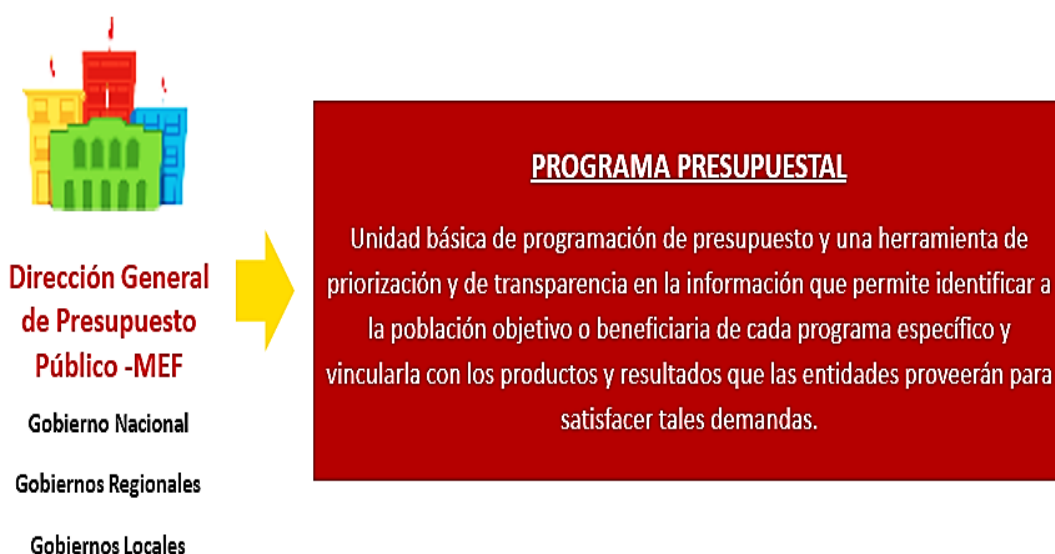 Dirección General
de Presupuesto
Público -MEF
Gobierno Nacional
Gobiernos Regionales
Gobiernos Locales
PROGRAMA PRESUPUESTAL
Unidad básica de programación de presupuesto y una herramienta de
priorización y de transparencia en la información que permite identificar a
la población objetivo o beneficiaria de cada programa específico y
vincularla con los productos y resultados que las entidades proveerán para
satisfacer tales demandas.